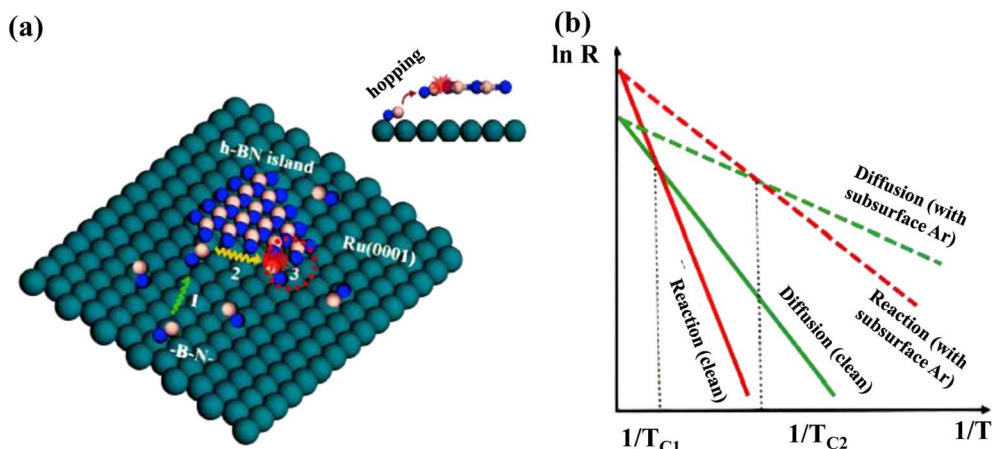 (a)
hopping
h-BN island
Ru(0001)
1
2
3
-B-N-
(b)
ln R
Diffusion (with
subsurface Ar)
Reaction (with
subsurface Ar)
Diffusion (clean)
Reaction (clean)
1/T_C1
1/T_C2
1/T